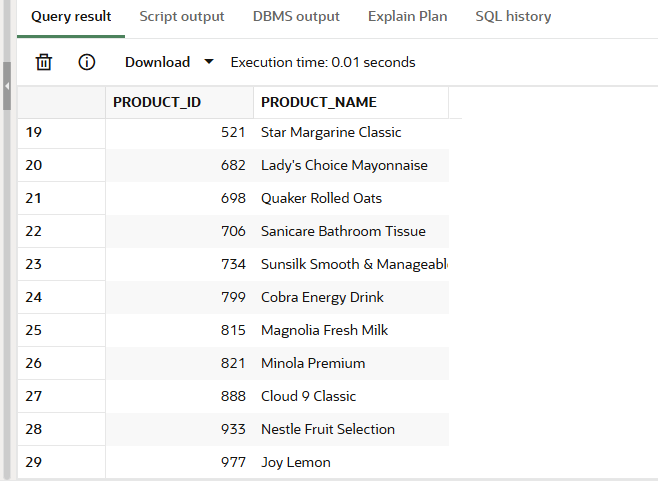 Query result Script output DBMS output Explain Plan SQL history
Download Execution time: 0.01 seconds
PRODUCT_ID PRODUCT_NAME
19 521 Star Margarine Classic
20 682 Lady's Choice Mayonnaise
21 698 Quaker Rolled Oats
22 706 Sanicare Bathroom Tissue
23 734 Sunsilk Smooth & Manageabl
24 799 Cobra Energy Drink
25 815 Magnolia Fresh Milk
26 821 Minola Premium
27 888 Cloud 9 Classic
28 933 Nestle Fruit Selection
29 977 Joy Lemon